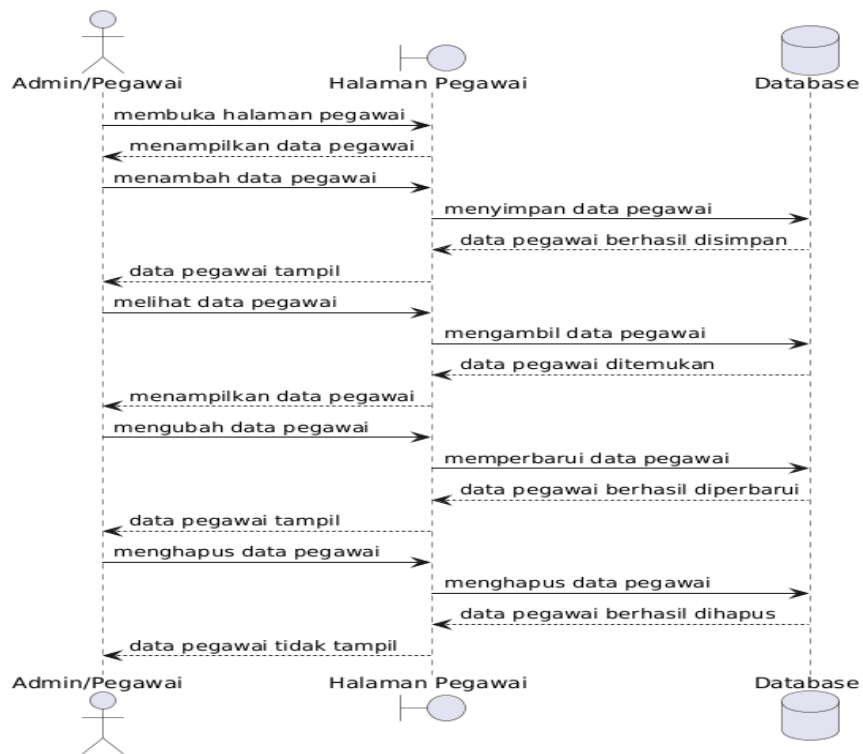 Admin/Pegawai
Halaman Pegawai
Database
membuka halaman pegawai
menampilkan data pegawai
menambah data pegawai
menyimpan data pegawai
data pegawai berhasil disimpan
data pegawai tampil
melihat data pegawai
mengambil data pegawai
data pegawai ditemukan
menampilkan data pegawai
mengubah data pegawai
memperbarui data pegawai
data pegawai berhasil diperbarui
data pegawai tampil
menghapus data pegawai
menghapus data pegawai
data pegawai berhasil dihapus
data pegawai tidak tampil
Admin/Pegawai
Halaman Pegawai
Database